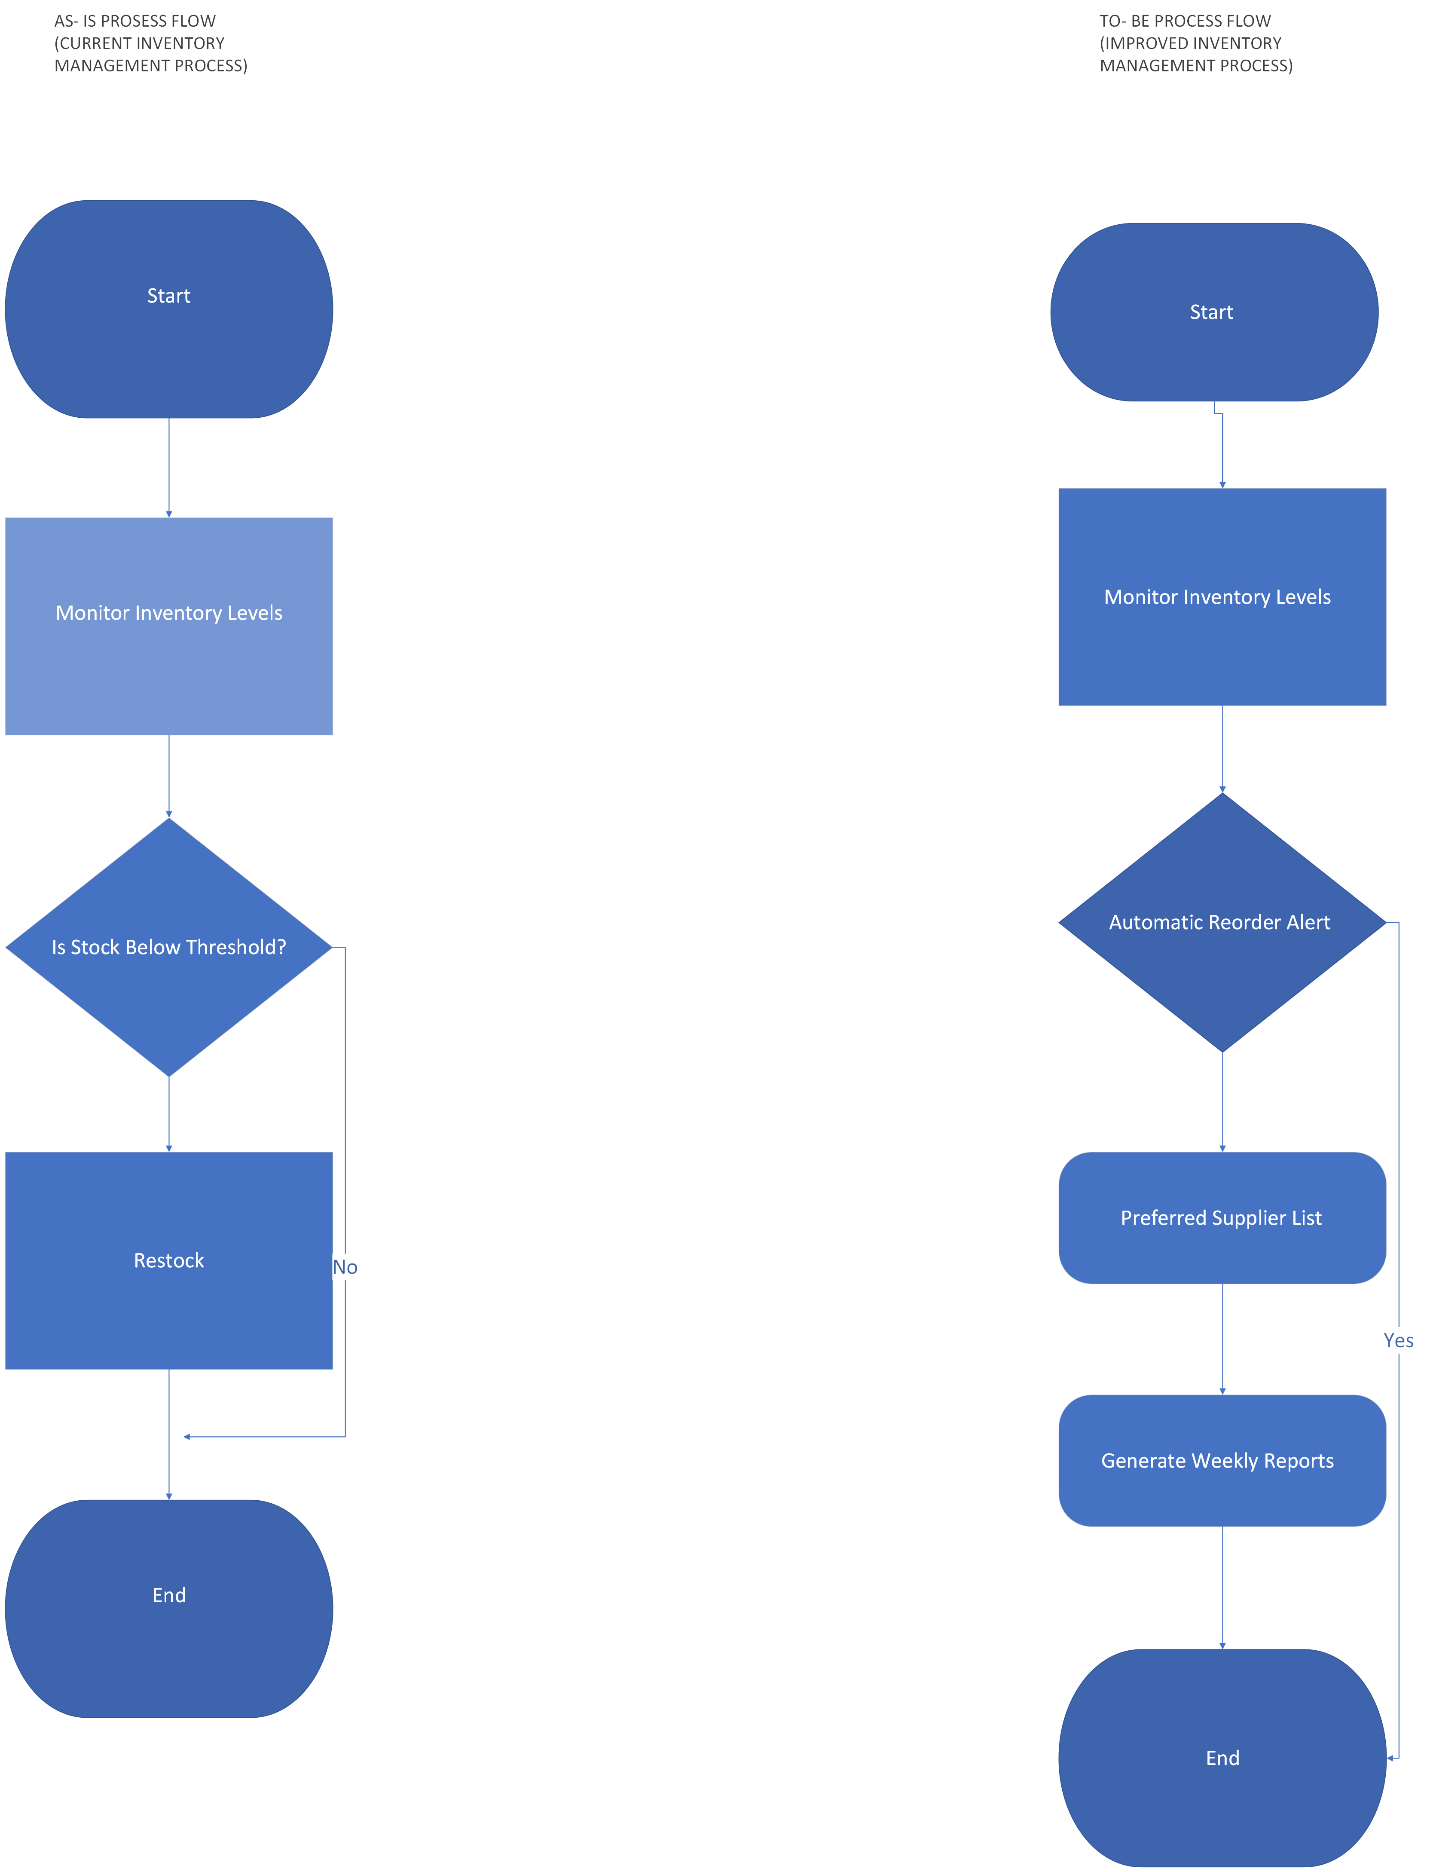 AS- IS PROSESS FLOW
(CURRENT INVENTORY
MANAGEMENT PROCESS)
Start
Monitor Inventory Levels
Is Stock Below Threshold?
Restock
No
End
TO- BE PROCESS FLOW
(IMPROVED INVENTORY
MANAGEMENT PROCESS)
Start
Monitor Inventory Levels
Automatic Reorder Alert
Preferred Supplier List
Yes
Generate Weekly Reports
End